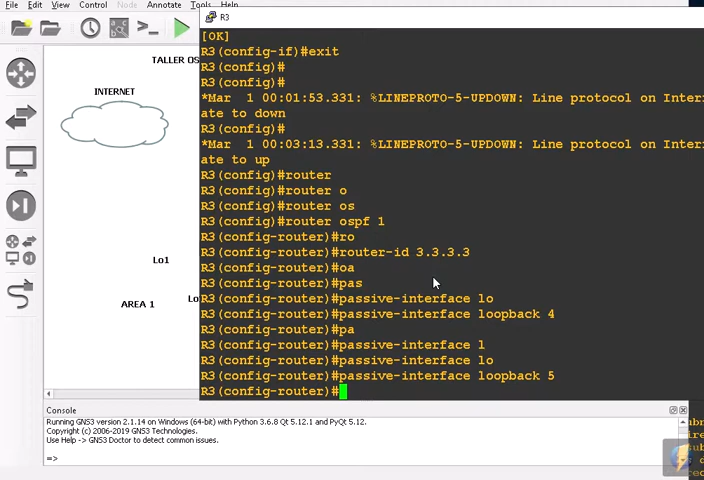 File Edit View Control Node Annotate Tools
R3
TALLER OS
INTERNET
Lo1
Lo
AREA 1
[OK]
R3(config-if)#exit
R3(config)#
R3(config)#
*Mar  1 00:01:53.331: %LINEPROTO-5-UPDOWN: Line protocol on Inter
ate to down
R3(config)#
*Mar  1 00:03:13.331: %LINEPROTO-5-UPDOWN: Line protocol on Inter
ate to up
R3(config)#router
R3(config)#router o
R3(config)#router os
R3(config)#router ospf 1
R3(config-router)#ro
R3(config-router)#router-id 3.3.3.3
R3(config-router)#oa
R3(config-router)#pas
R3(config-router)#passive-interface lo
R3(config-router)#passive-interface loopback 4
R3(config-router)#pa
R3(config-router)#passive-interface l
R3(config-router)#passive-interface lo
R3(config-router)#passive-interface loopback 5
R3(config-router)#
Console
Running GNS3 version 2.1.14 on Windows (64-bit) with Python 3.6.8 Qt 5.12.1 and PyQt 5.12.
Copyright (c) 2006-2019 GNS3 Technologies.
Use Help -> GNS3 Doctor to detect common issues.
=>